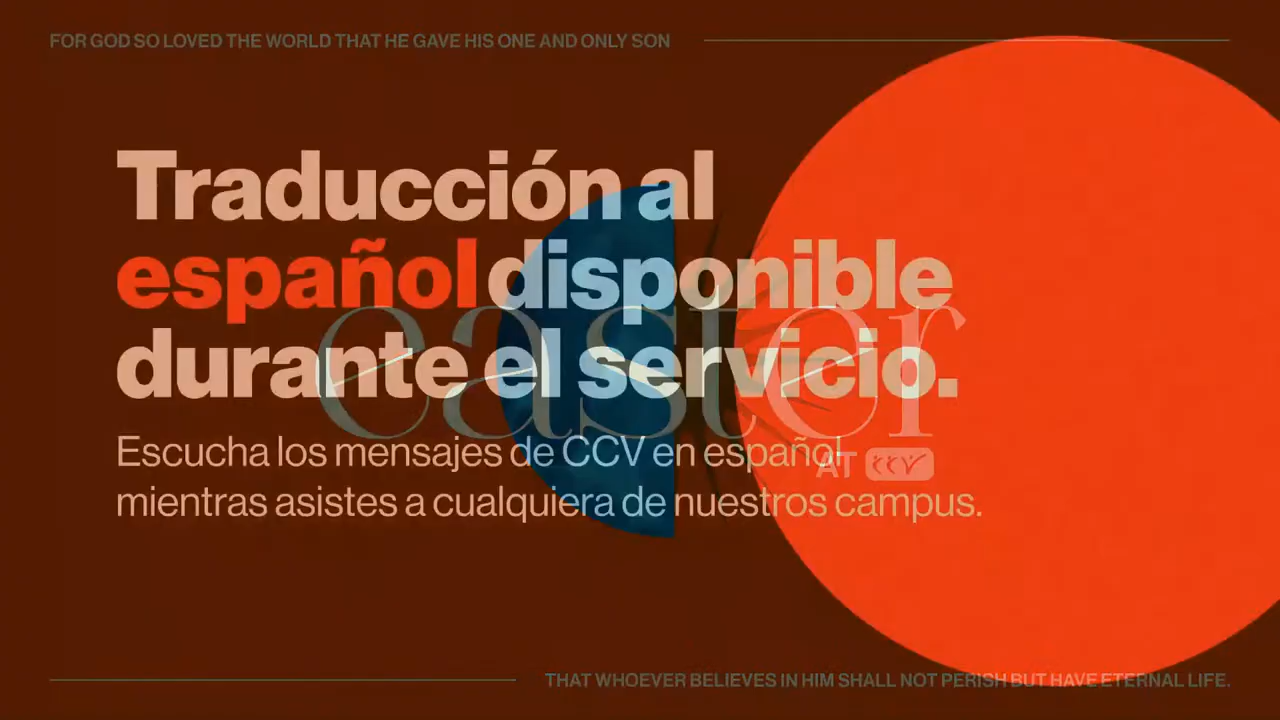 FOR GOD SO LOVED THE WORLD THAT HE GAVE HIS ONE AND ONLY SON
Traducción al
español disponible
durante el servicio.
easter
AT CCV
Escucha los mensajes de CCV en español
mientras asistes a cualquiera de nuestros campus.
THAT WHOEVER BELIEVES IN HIM SHALL NOT PERISH BUT HAVE ETERNAL LIFE.